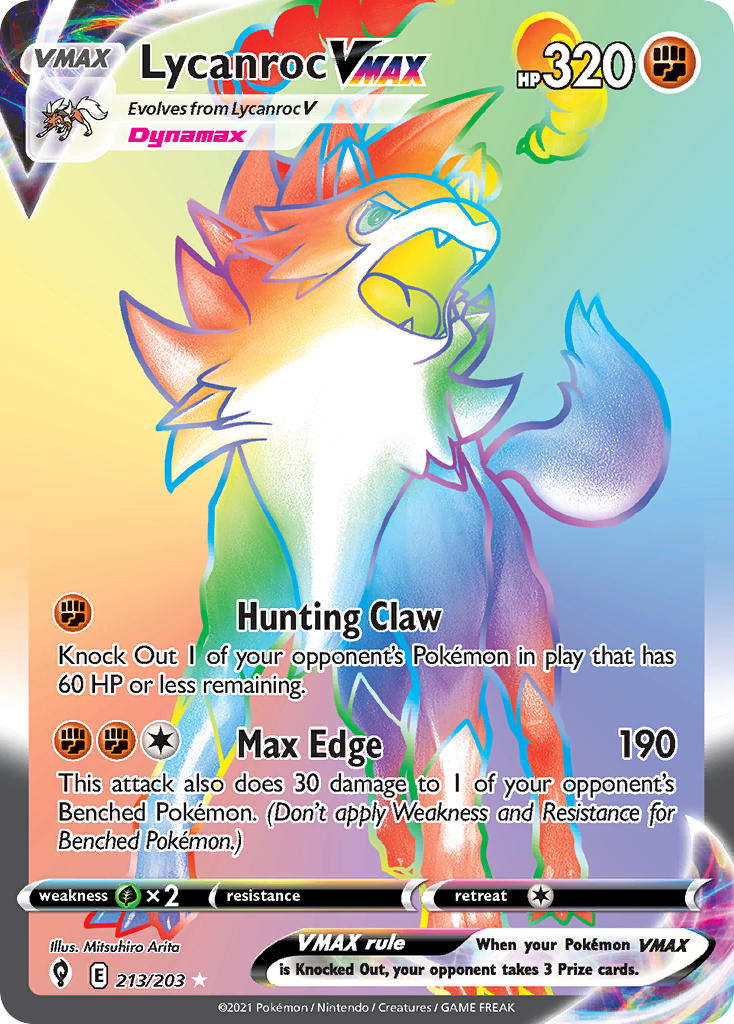 VMAX
Lycanroc VMAX
HP 320
Evolves from Lycanroc V
Dynamax
Hunting Claw
Knock Out 1 of your opponent's Pokémon in play that has
60 HP or less remaining.
Max Edge 190
This attack also does 30 damage to 1 of your opponent's
Benched Pokémon. (Don't apply Weakness and Resistance for
Benched Pokémon.)
weakness ×2 resistance retreat
Illus. Mitsuhiro Arita
VMAX rule When your Pokémon VMAX
is Knocked Out, your opponent takes 3 Prize cards.
E 213/203
©2021 Pokémon / Nintendo / Creatures / GAME FREAK